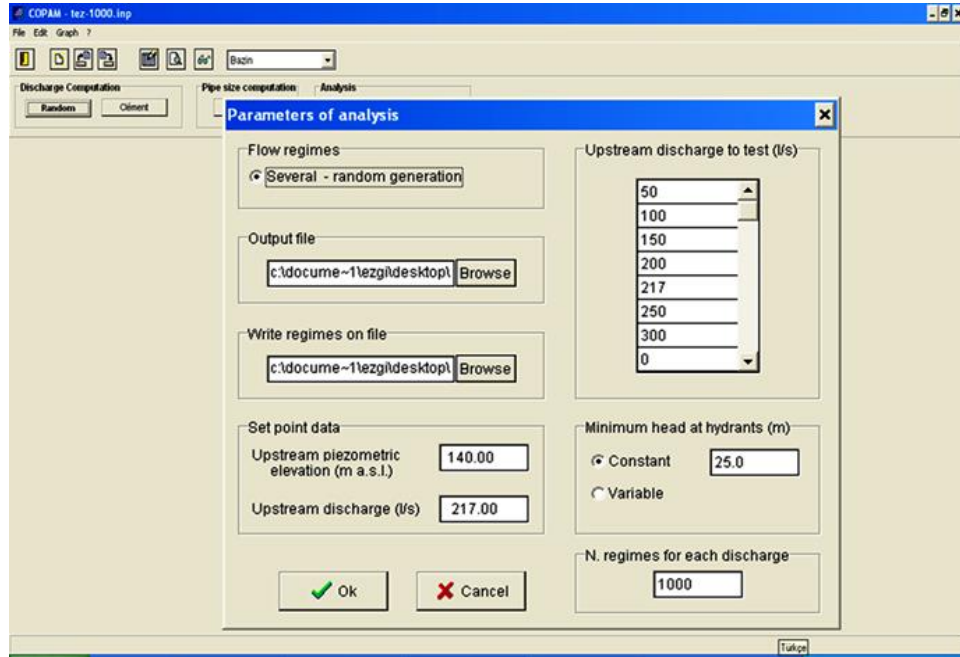 COPAM - tez-1000.inp
File Edit Graph ?
Bazin
Discharge Computation
Random
Clément
Pipe size computation
Analysis
Parameters of analysis
Flow regimes
Several - random generation
Output file
c:\docume~1\ezgi\desktop\
Browse
Write regimes on file
c:\docume~1\ezgi\desktop\
Browse
Set point data
Upstream piezometric
elevation (m a.s.l.)
140.00
Upstream discharge (l/s)
217.00
Ok
Cancel
Upstream discharge to test (l/s)
50
100
150
200
217
250
300
0
Minimum head at hydrants (m)
Constant
25.0
Variable
N. regimes for each discharge
1000
Türkçe